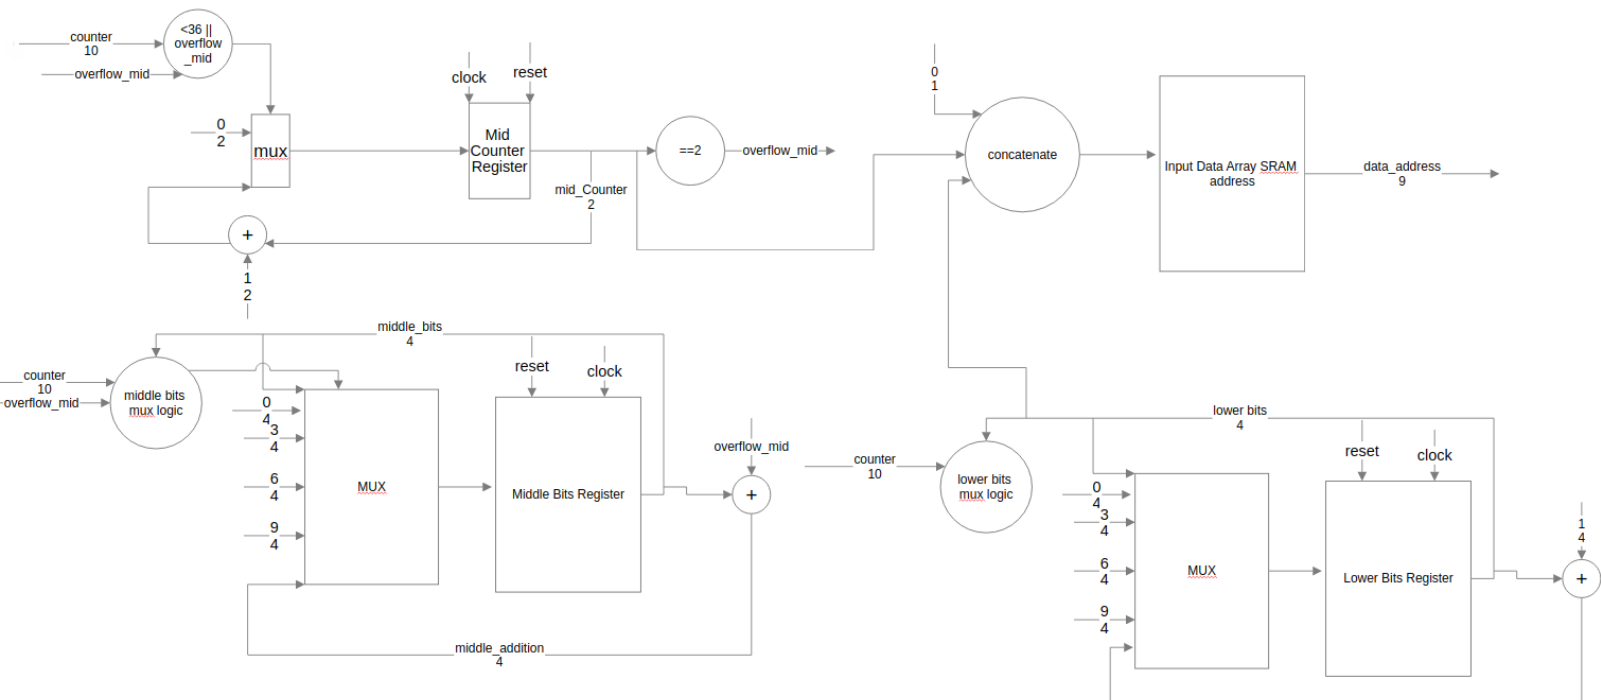 counter
10
<36 ||
overflow
_mid
overflow_mid
clock
reset
0
2
mux
Mid
Counter
Register
==2
overflow_mid
mid_Counter
2
+
1
2
0
1
concatenate
Input Data Array SRAM
address
data_address
9
middle_bits
4
counter
10
overflow_mid
middle bits
mux logic
reset
clock
0
4
3
4
6
4
9
4
MUX
Middle Bits Register
overflow_mid
+
middle_addition
4
lower bits
4
counter
10
lower bits
mux logic
reset
clock
0
4
3
4
6
4
9
4
MUX
Lower Bits Register
1
4
+